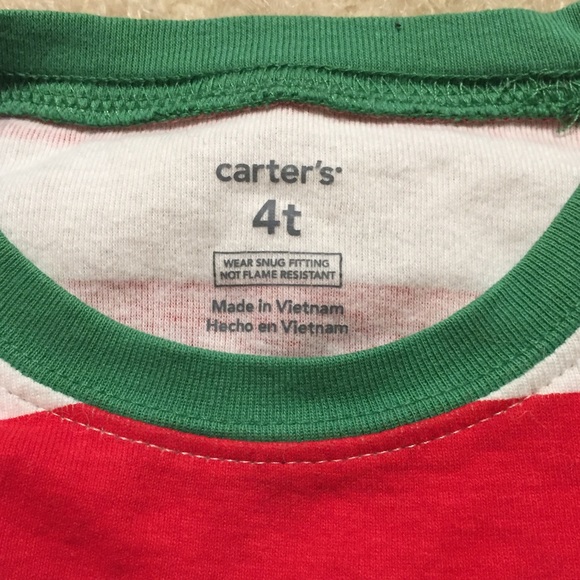 carter's
4t
WEAR SNUG FITTING
NOT FLAME RESISTANT
Made in Vietnam
Hecho en Vietnam